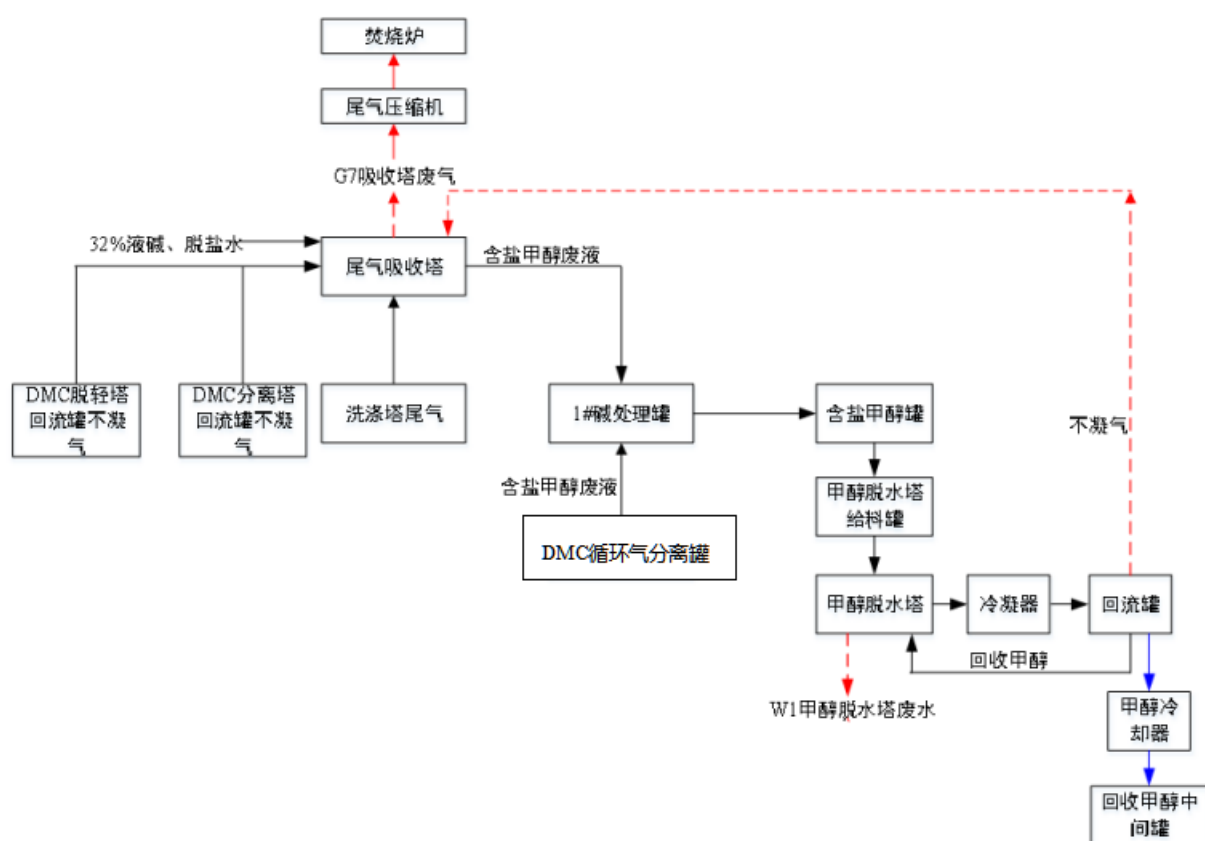 焚烧炉
尾气压缩机
G7吸收塔废气
32%液碱、脱盐水
尾气吸收塔
含盐甲醇废液
DMC脱轻塔
回流罐不凝
气
DMC分离塔
回流罐不凝
气
洗涤塔尾气
1#碱处理罐
含盐甲醇罐
不凝气
含盐甲醇废液
甲醇脱水塔
给料罐
DMC循环气分离罐
甲醇脱水塔
冷凝器
回流罐
回收甲醇
W1甲醇脱水塔废水
甲醇冷
却器
回收甲醇中
间罐